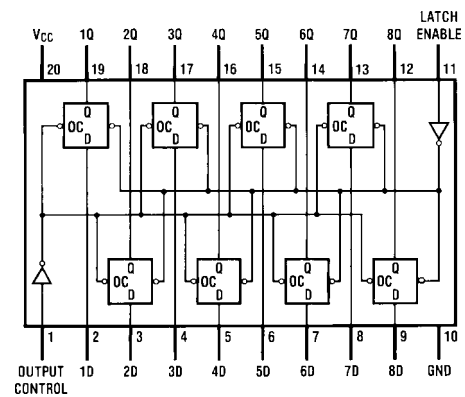 LATCH
VCC 1Q 2Q 3Q 4Q 5Q 6Q 7Q 8Q ENABLE
20 19 18 17 16 15 14 13 12 11
Q Q Q Q
OC OC OC OC
D D D D
Q Q Q Q
OC OC OC OC
D D D D
1 2 3 4 5 6 7 8 9 10
OUTPUT 1D 2D 3D 4D 5D 6D 7D 8D GND
CONTROL